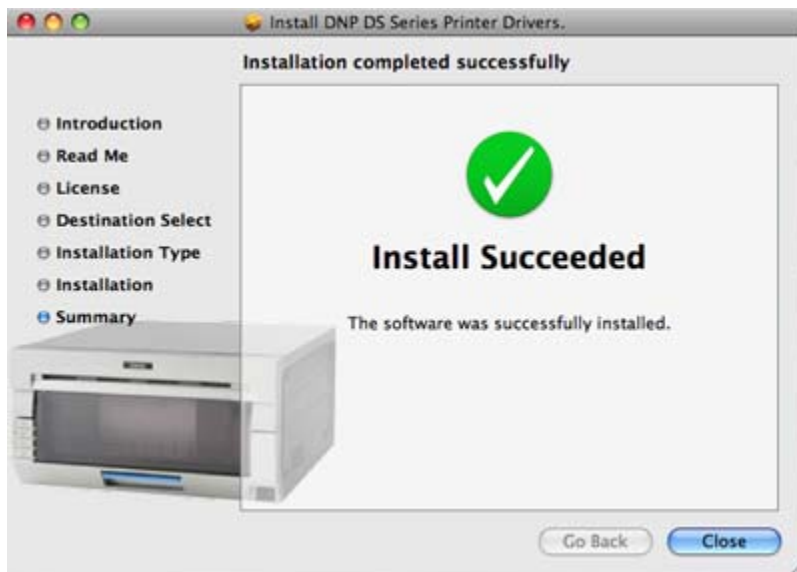 Install DNP DS Series Printer Drivers.
Installation completed successfully
Introduction
Read Me
License
Destination Select
Installation Type
Installation
Summary
Install Succeeded
The software was successfully installed.
Go Back
Close